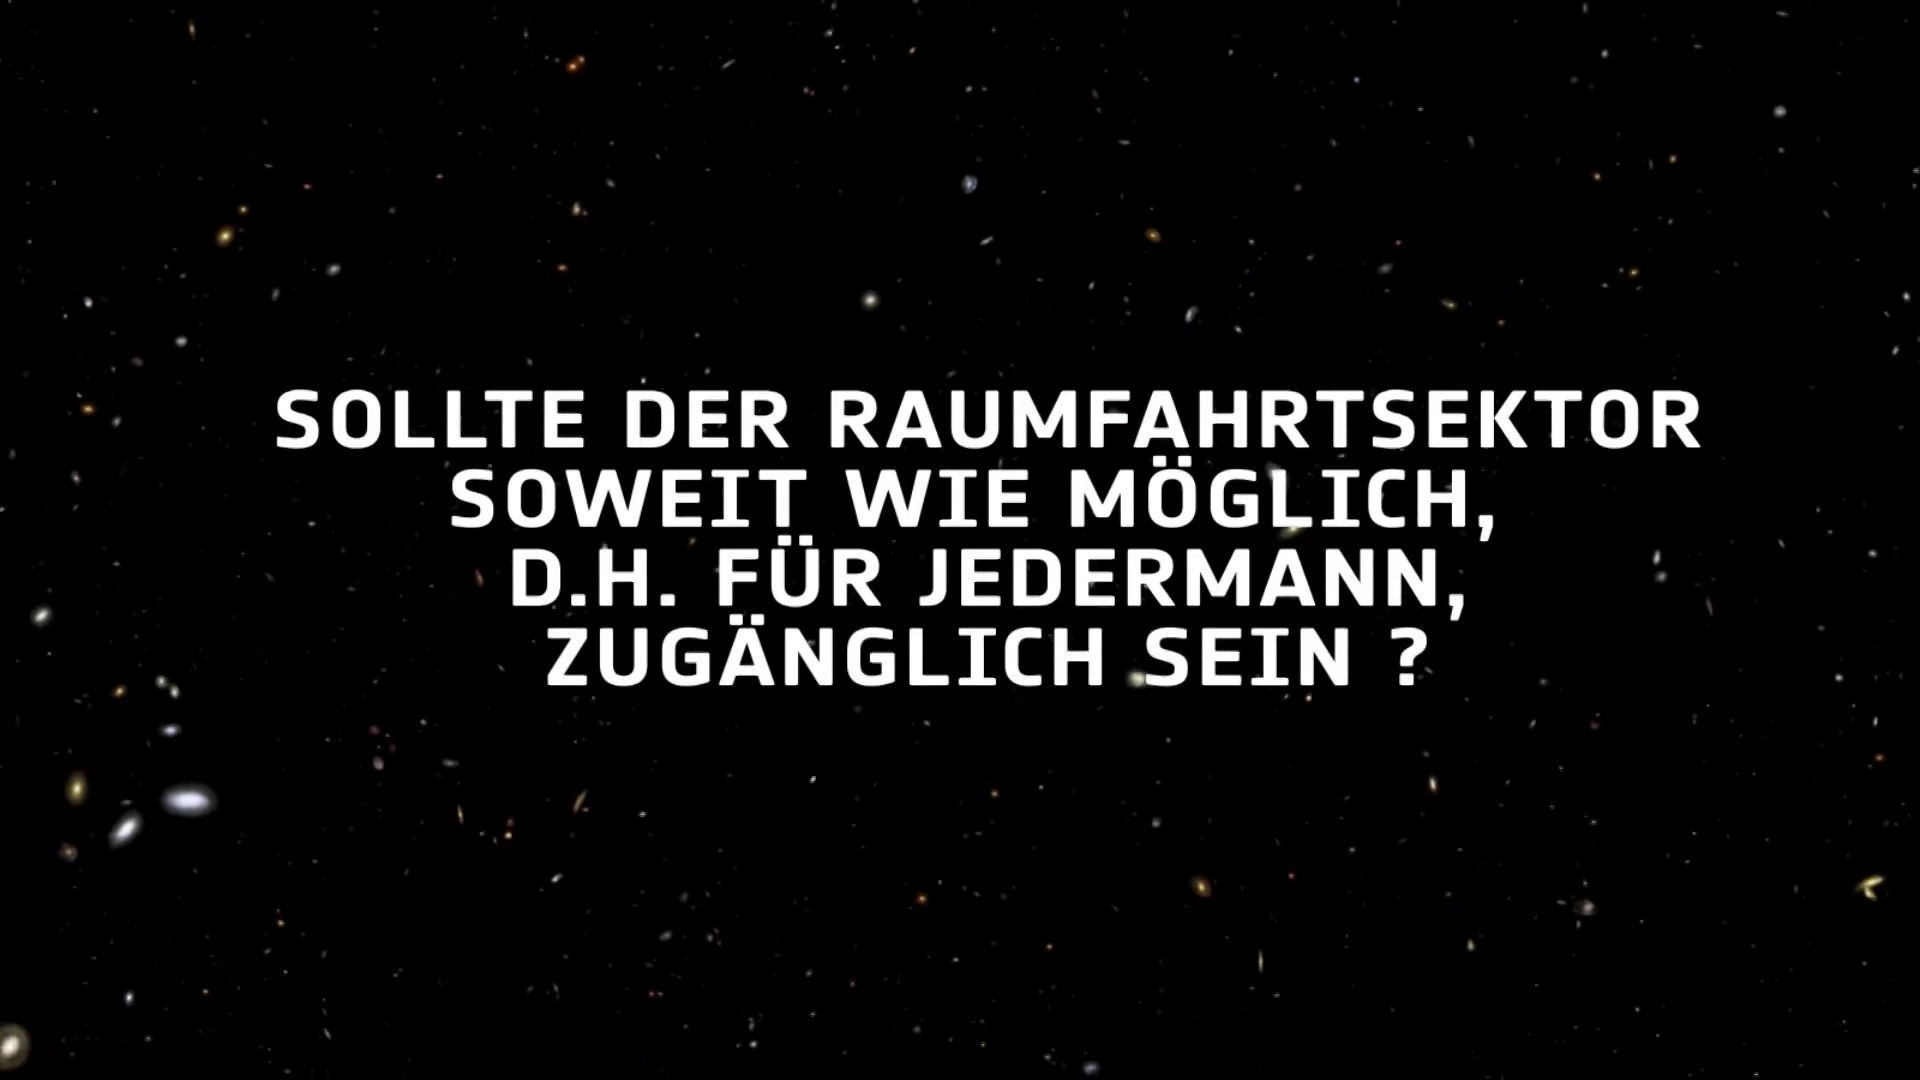 SOLLTE DER RAUMFAHRTSEKTOR
SOWEIT WIE MÖGLICH,
D.H. FÜR JEDERMANN,
ZUGÄNGLICH SEIN ?